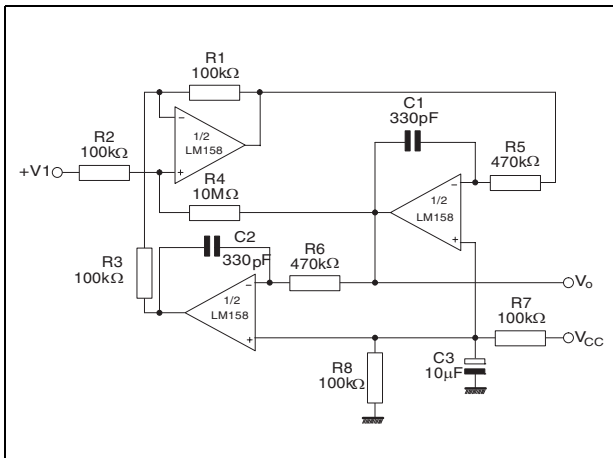 R1
100kΩ
C1
330pF
R2
100kΩ
1/2
LM158
R5
470kΩ
+V1
R4
10MΩ
1/2
LM158
C2
330pF
R6
470kΩ
R3
100kΩ
1/2
LM158
Vo
R7
100kΩ
R8
100kΩ
C3
10μF
VCC
-
+
-
+
-
+